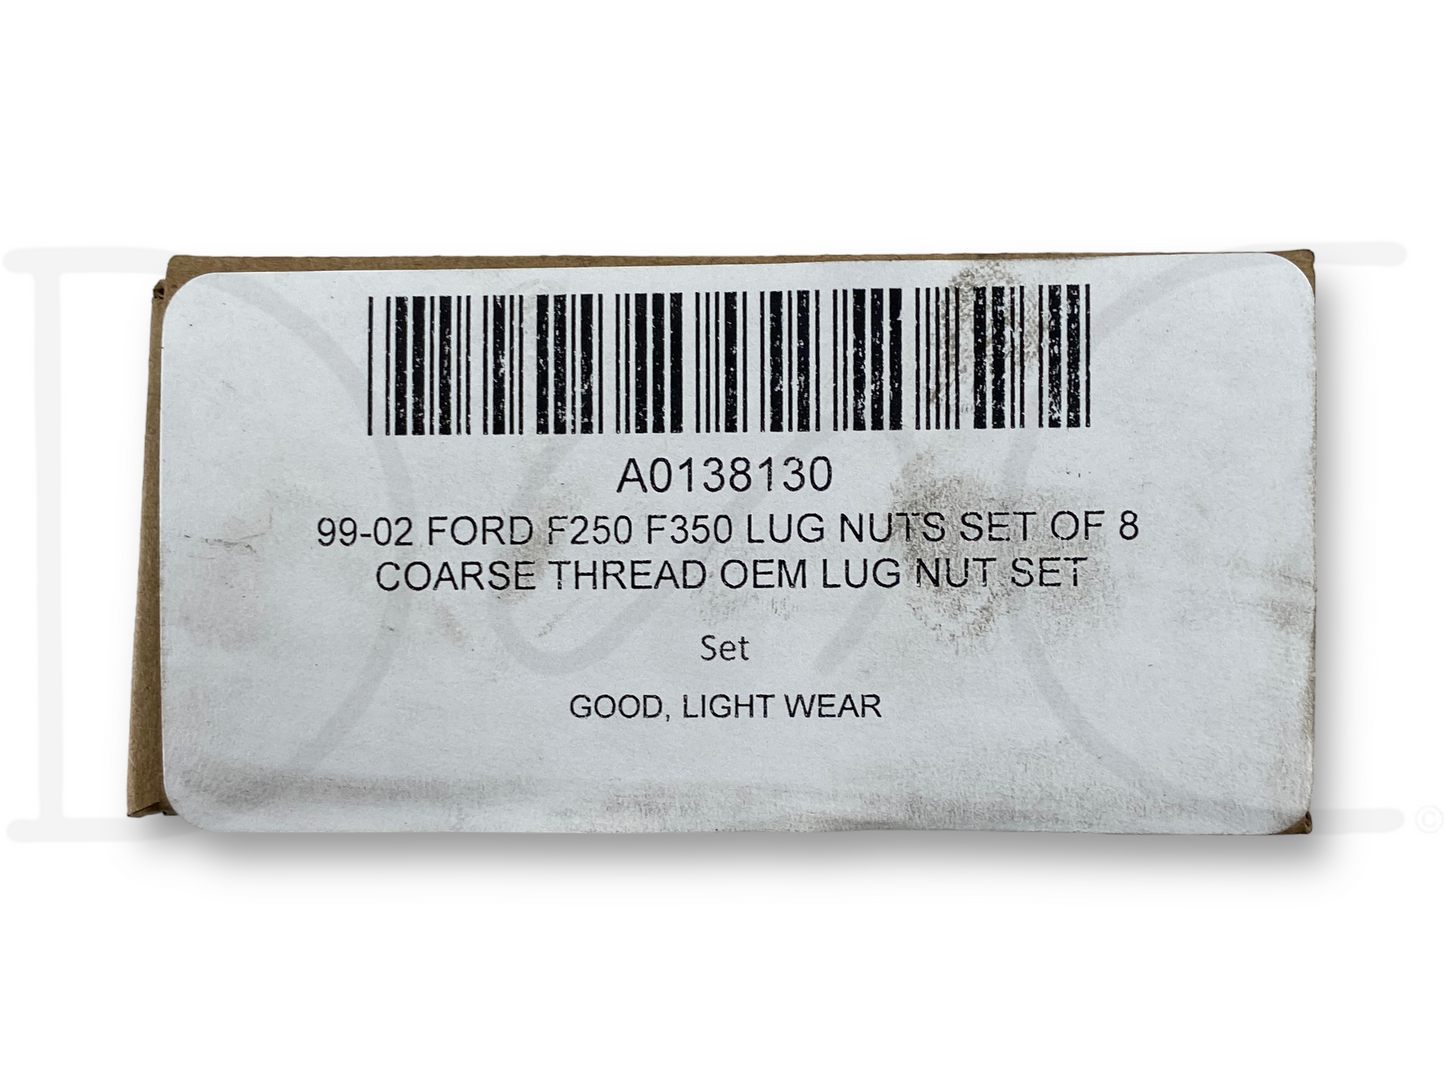 A0138130
99-02 FORD F250 F350 LUG NUTS SET OF 8
COARSE THREAD OEM LUG NUT SET
Set
GOOD, LIGHT WEAR
©